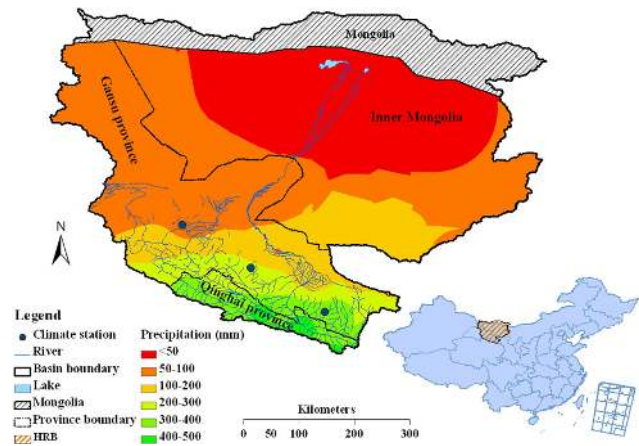 Mongolia
Gansu province
Inner Mongolia
N
Qinghai province
Legend
Climate station
River
Basin boundary
Lake
Mongolia
Province boundary
HRB
Precipitation (mm)
<50
50-100
100-200
200-300
300-400
400-500
Kilometers
0 50 100 200 300